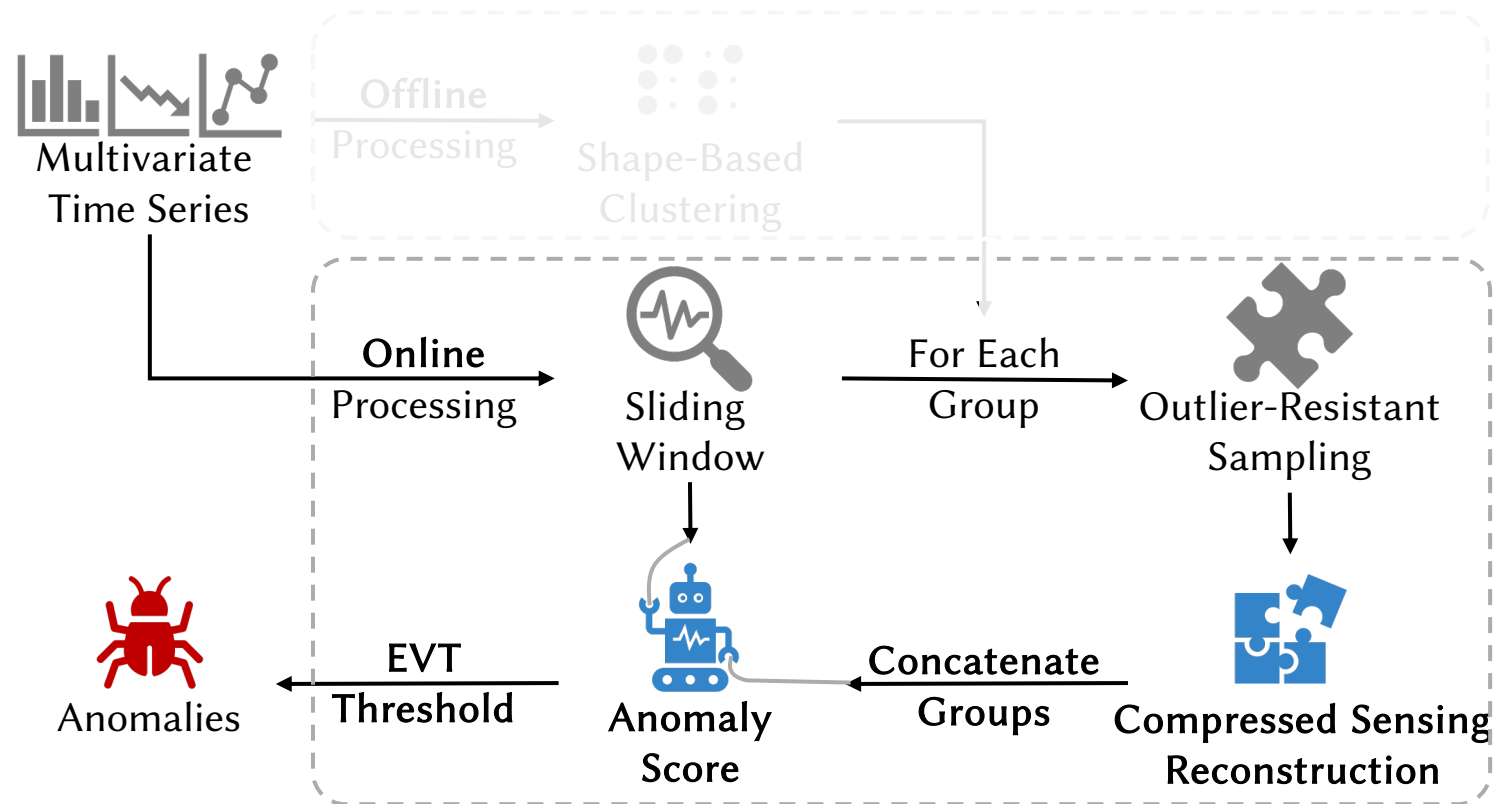 Multivariate
Time Series
Offline
Processing
Shape-Based
Clustering
Online
Processing
Sliding
Window
For Each
Group
Outlier-Resistant
Sampling
Anomalies
EVT
Threshold
Anomaly
Score
Concatenate
Groups
Compressed Sensing
Reconstruction